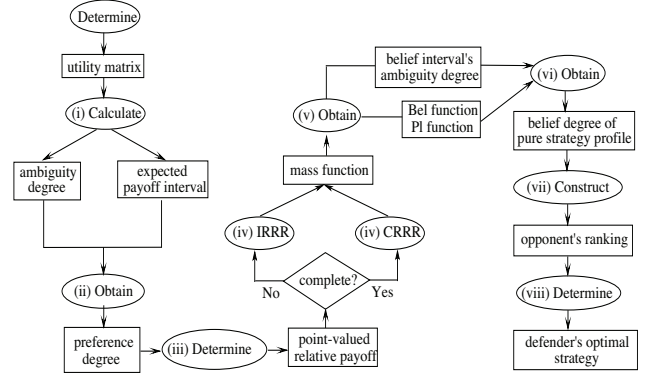 Determine
utility matrix
(i) Calculate
ambiguity
degree
expected
payoff interval
(ii) Obtain
preference
degree
(iii) Determine
point-valued
relative payoff
complete?
No
Yes
(iv) IRRR
(iv) CRRR
mass function
(v) Obtain
belief interval's
ambiguity degree
Bel function
Pl function
(vi) Obtain
belief degree of
pure strategy profile
(vii) Construct
opponent's ranking
(viii) Determine
defender's optimal
strategy